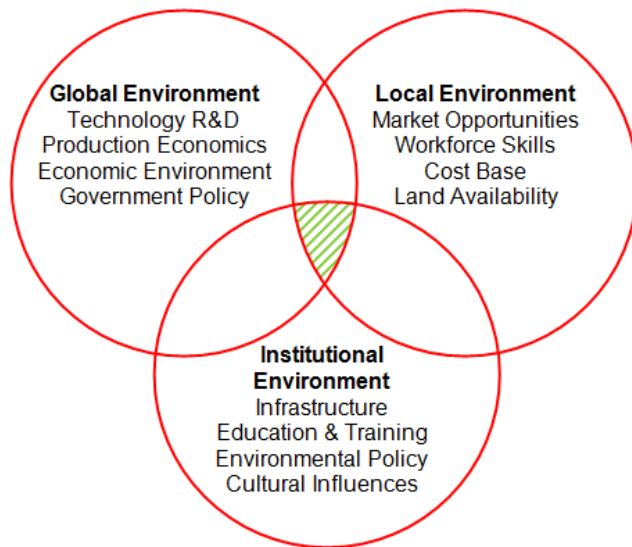 Global Environment
Technology R&D
Production Economics
Economic Environment
Government Policy
Local Environment
Market Opportunities
Workforce Skills
Cost Base
Land Availability
Institutional
Environment
Infrastructure
Education & Training
Environmental Policy
Cultural Influences